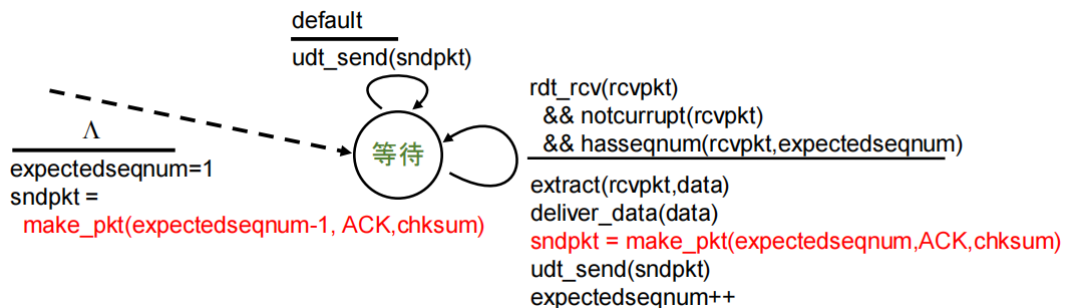 default
udt_send(sndpkt)
Λ
expectedseqnum=1
sndpkt =
make_pkt(expectedseqnum-1, ACK,chksum)
等待
rdt_rcv(rcvpkt)
&& notcurrupt(rcvpkt)
&& hasseqnum(rcvpkt,expectedseqnum)
extract(rcvpkt,data)
deliver_data(data)
sndpkt = make_pkt(expectedseqnum,ACK,chksum)
udt_send(sndpkt)
expectedseqnum++